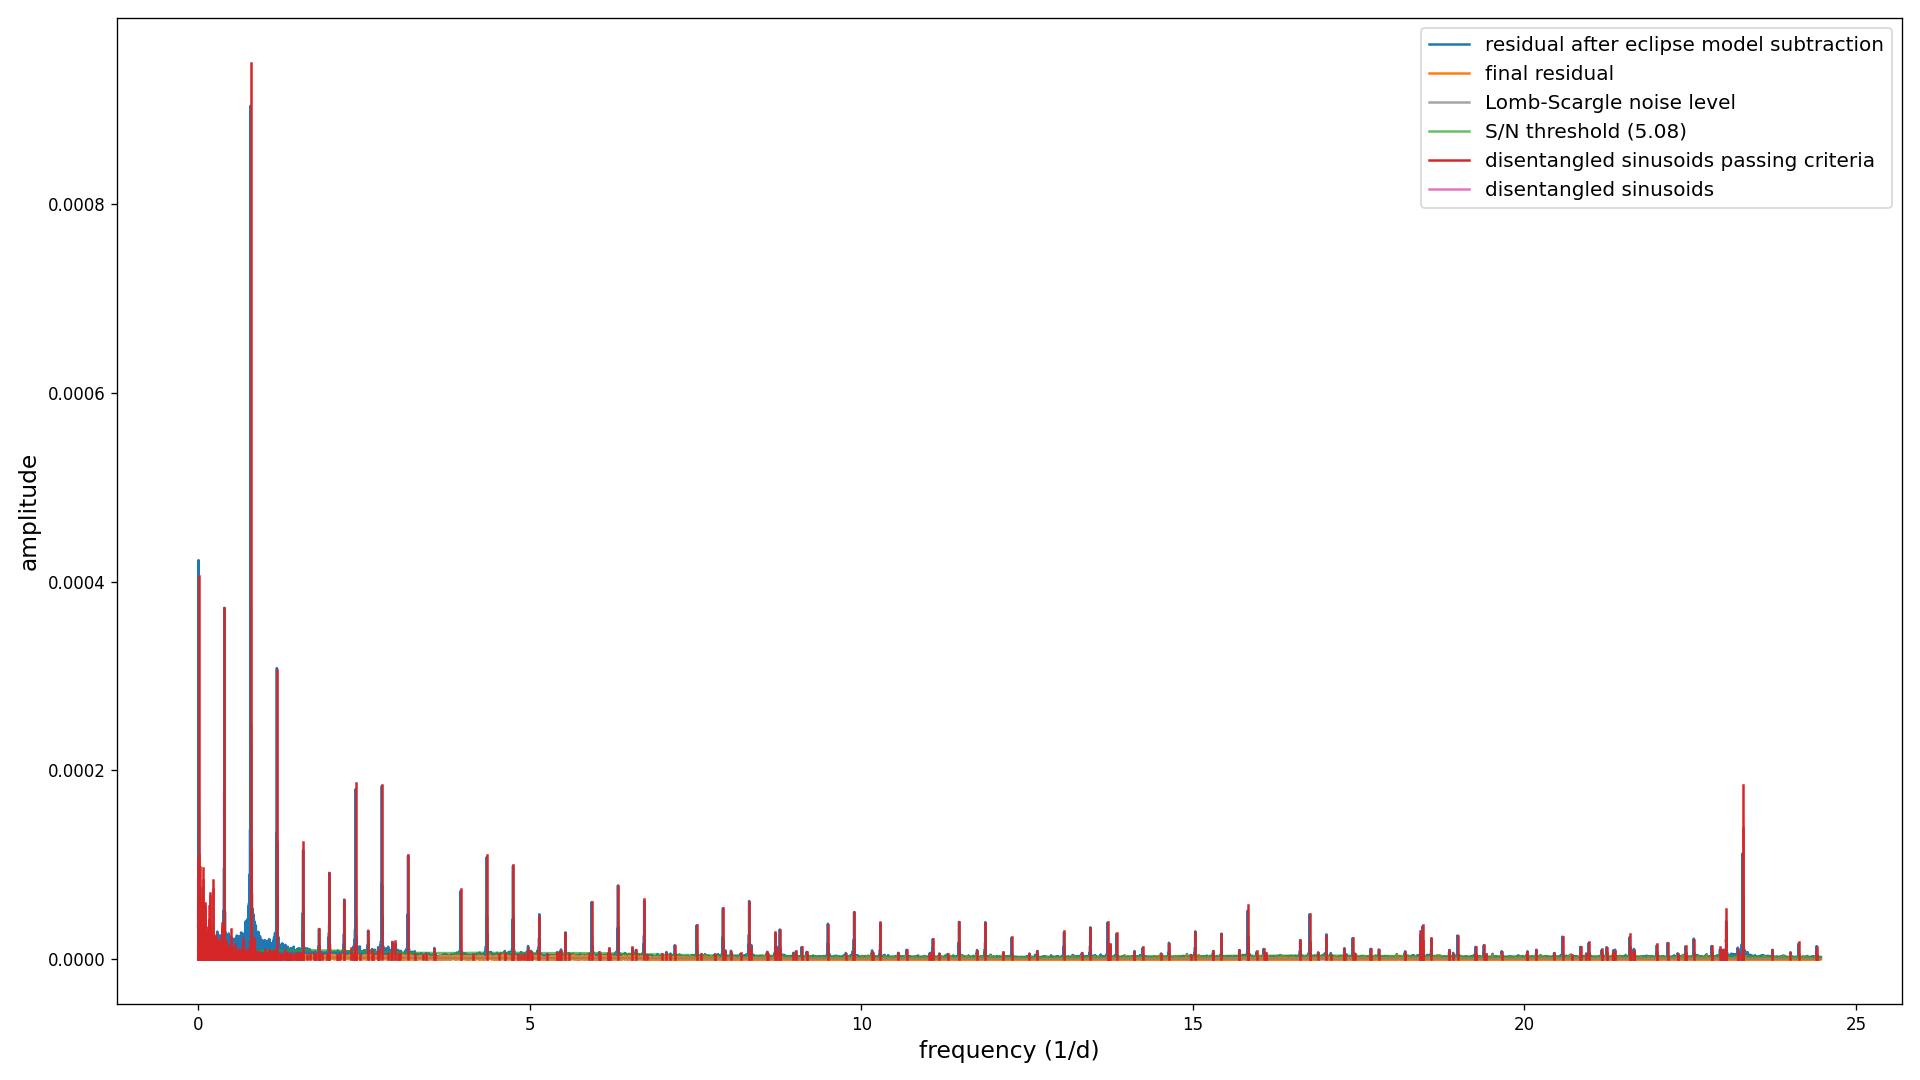 residual after eclipse model subtraction
final residual
Lomb-Scargle noise level
S/N threshold (5.08)
disentangled sinusoids passing criteria
disentangled sinusoids
amplitude
0.0008
0.0006
0.0004
0.0002
0.0000
0
5
10
15
20
25
frequency (1/d)